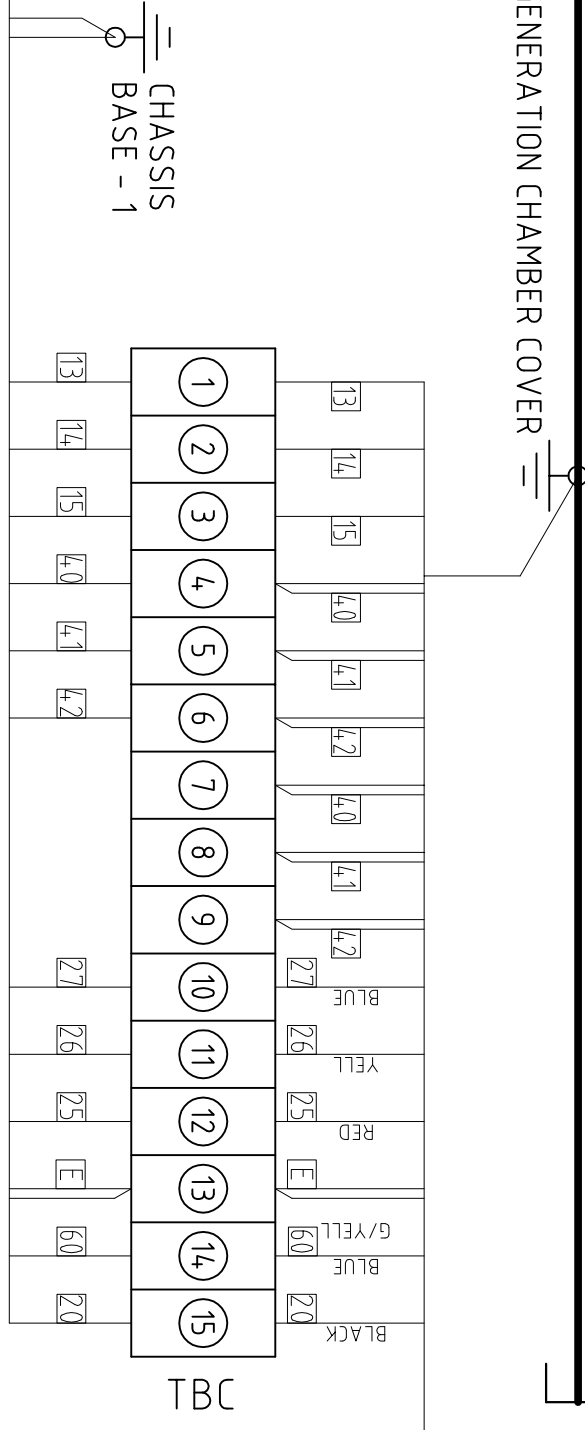 ENERATION CHAMBER COVER
CHASSIS
BASE - 1
13 1 13
14 2 14
15 3 15
40 4 40
41 5 41
42 6 42
7 40
8 41
9 42
27 10 27 BLUE
26 11 26 YELL
25 12 25 RED
E 13 E G/YELL
60 14 60 BLUE
20 15 20 BLACK
TBC